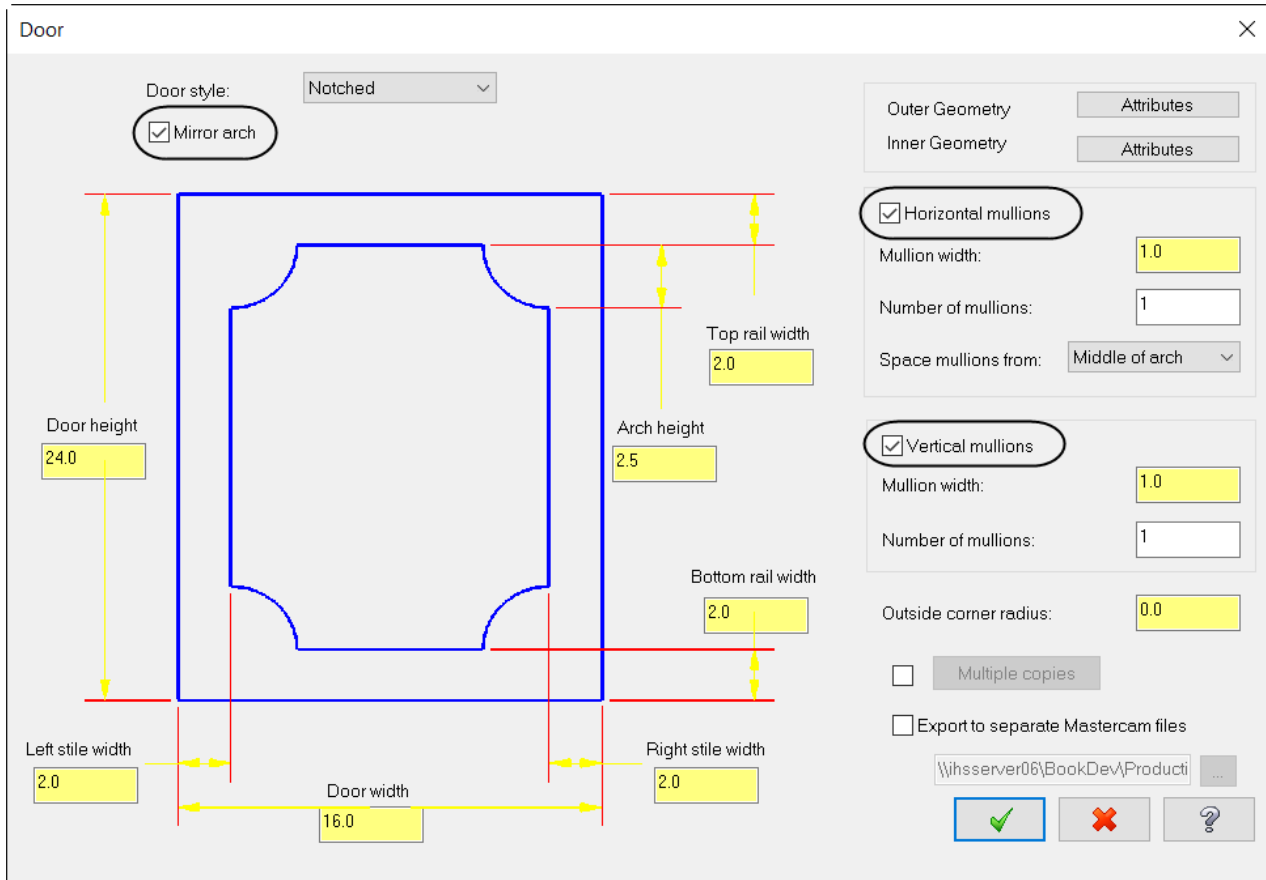 Door
Door style:
Notched
Mirror arch
Door height
24.0
Top rail width
2.0
Arch height
2.5
Bottom rail width
2.0
Left stile width
2.0
Door width
16.0
Right stile width
2.0
Outer Geometry
Attributes
Inner Geometry
Attributes
Horizontal mullions
Mullion width:
1.0
Number of mullions:
1
Space mullions from:
Middle of arch
Vertical mullions
Mullion width:
1.0
Number of mullions:
1
Outside corner radius:
0.0
Multiple copies
Export to separate Mastercam files
\\ihsserver06\BookDev\Producti
...